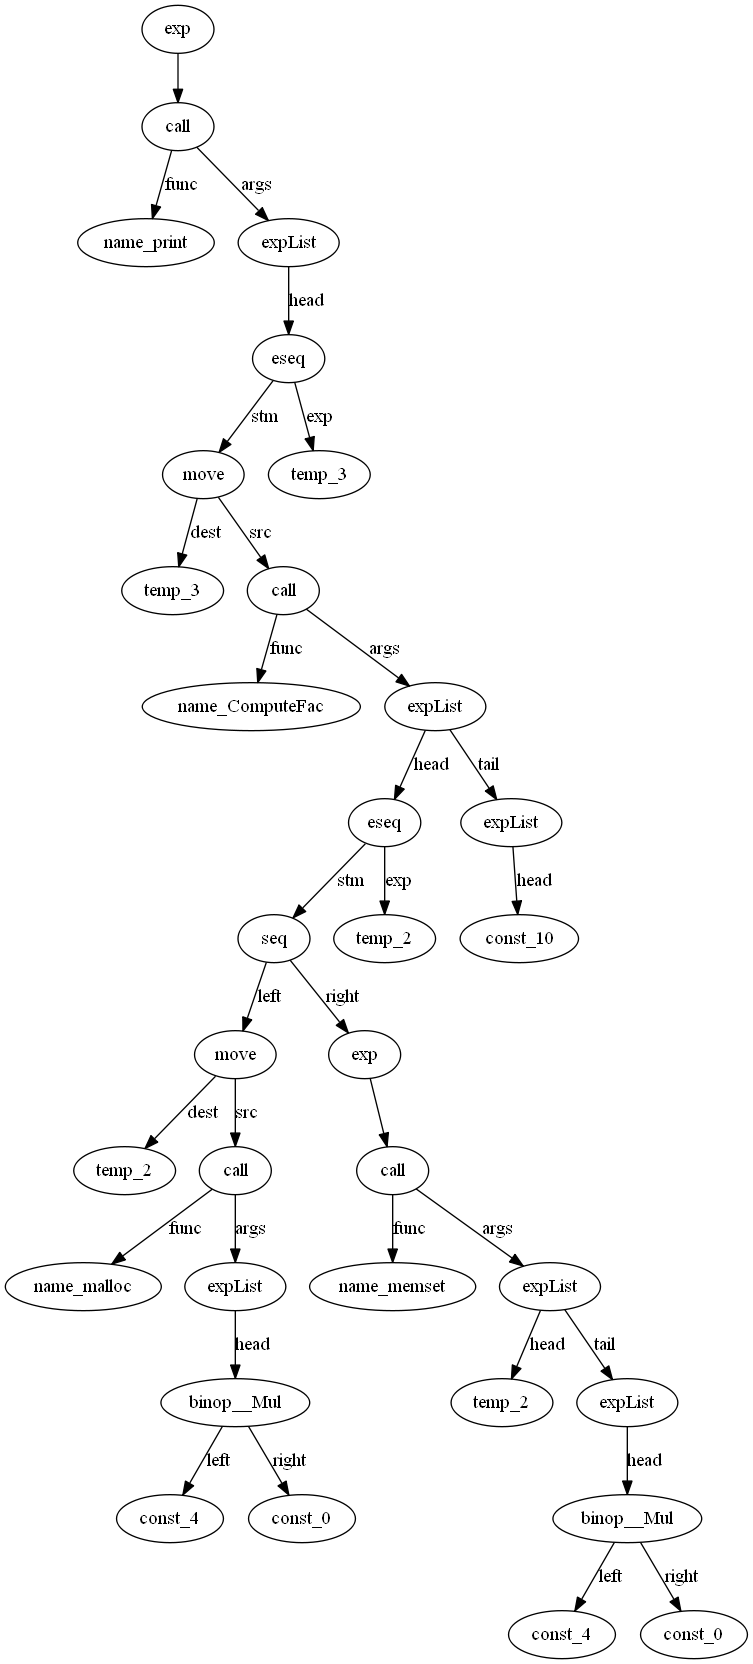 exp
call
func
args
name_print
expList
head
eseq
stm
exp
move
temp_3
dest
src
temp_3
call
func
args
name_ComputeFac
expList
head
tail
eseq
expList
stm
exp
head
seq
temp_2
const_10
left
right
move
exp
dest
src
temp_2
call
call
func
args
func
args
name_malloc
expList
name_memset
expList
head
head
tail
binop__Mul
temp_2
expList
left
right
head
const_4
const_0
binop__Mul
left
right
const_4
const_0